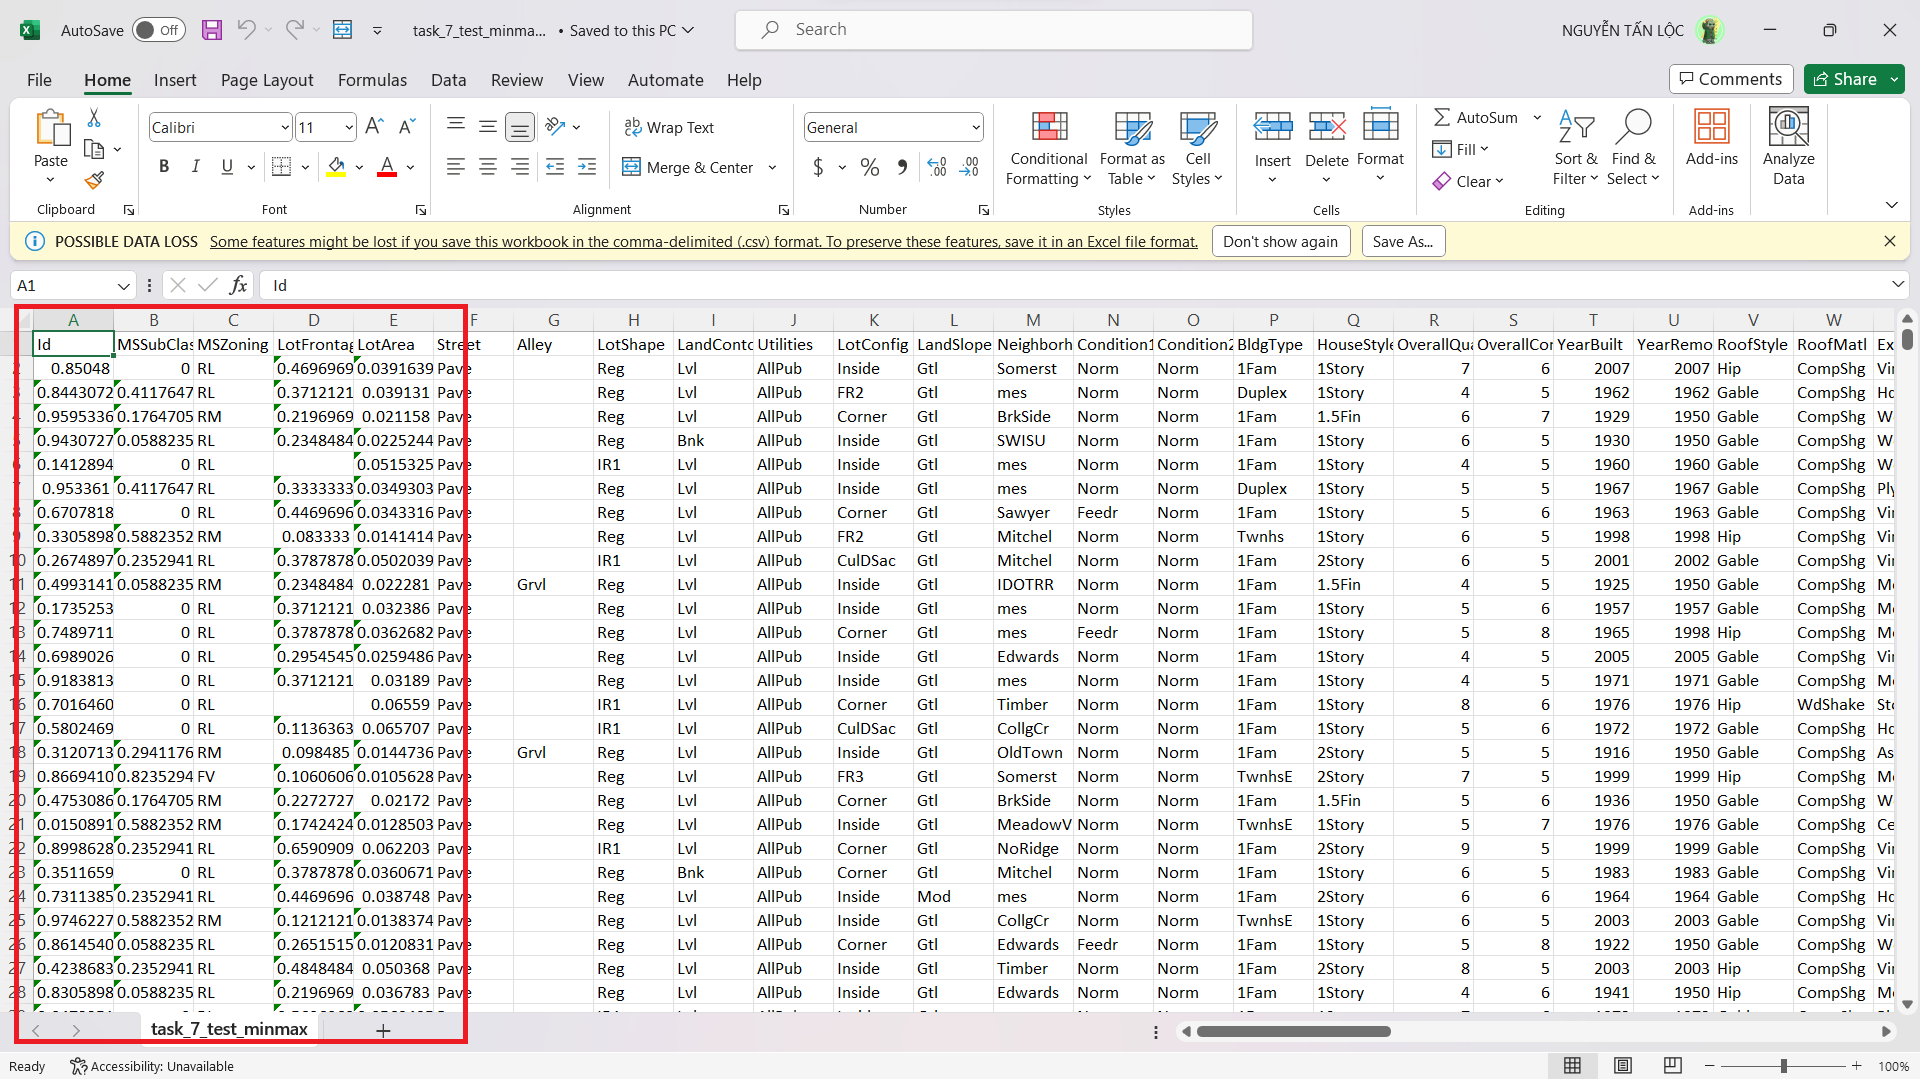 AutoSave Off task_7_test_minma... • Saved to this PC Search NGUYỄN TẤN LỘC
File Home Insert Page Layout Formulas Data Review View Automate Help Comments Share
Paste Calibri 11 Wrap Text General Conditional Formatting Format as Table Cell Styles Insert Delete Format AutoSum Fill Clear Sort & Filter Find & Select Add-ins Analyze Data
B I U A Merge & Center $ %
Clipboard Font Alignment Number Styles Cells Editing Add-ins
POSSIBLE DATA LOSS Some features might be lost if you save this workbook in the comma-delimited (.csv) format. To preserve these features, save it in an Excel file format. Don't show again Save As...
A1 fx Id
A B C D E F G H I J K L M N O P Q R S T U V W
Id MSSubClas MSZoning LotFrontag LotArea Street Alley LotShape LandConto Utilities LotConfig LandSlope Neighborh Condition1 Condition2 BldgType HouseStyle OverallQua OverallCon YearBuilt YearRemo RoofStyle RoofMatl Ex
2 0.85048 0 RL 0.4696969 0.0391639 Pave Reg Lvl AllPub Inside Gtl Somerst Norm Norm 1Fam 1Story 7 6 2007 2007 Hip CompShg Vi
3 0.8443072 0.4117647 RL 0.3712121 0.039131 Pave Reg Lvl AllPub FR2 Gtl mes Norm Norm Duplex 1Story 4 5 1962 1962 Gable CompShg Hd
4 0.9595336 0.1764705 RM 0.2196969 0.021158 Pave Reg Lvl AllPub Corner Gtl BrkSide Norm Norm 1Fam 1.5Fin 6 7 1929 1950 Gable CompShg W
5 0.9430727 0.0588235 RL 0.2348484 0.0225244 Pave Reg Bnk AllPub Inside Gtl SWISU Norm Norm 1Fam 1Story 6 5 1930 1950 Gable CompShg W
6 0.1412894 0 RL 0.0515325 Pave IR1 Lvl AllPub Inside Gtl mes Norm Norm 1Fam 1Story 4 5 1960 1960 Gable CompShg W
7 0.953361 0.4117647 RL 0.3333333 0.0349303 Pave Reg Lvl AllPub Inside Gtl mes Norm Norm Duplex 1Story 5 5 1967 1967 Gable CompShg Ply
8 0.6707818 0 RL 0.4469696 0.0343316 Pave Reg Lvl AllPub Corner Gtl Sawyer Feedr Norm 1Fam 1Story 5 6 1963 1963 Gable CompShg Vi
9 0.3305898 0.5882352 RM 0.083333 0.0141414 Pave Reg Lvl AllPub FR2 Gtl Mitchel Norm Norm Twnhs 1Story 6 5 1998 1998 Hip CompShg Vi
10 0.2674897 0.2352941 RL 0.3787878 0.0502039 Pave IR1 Lvl AllPub CulDSac Gtl Mitchel Norm Norm 1Fam 2Story 6 5 2001 2002 Gable CompShg Vi
11 0.4993141 0.0588235 RM 0.2348484 0.022281 Pave Grvl Reg Lvl AllPub Inside Gtl IDOTRR Norm Norm 1Fam 1.5Fin 4 5 1925 1950 Gable CompShg M
12 0.1735253 0 RL 0.3712121 0.032386 Pave Reg Lvl AllPub Inside Gtl mes Norm Norm 1Fam 1Story 5 6 1957 1957 Gable CompShg M
13 0.7489711 0 RL 0.3787878 0.0362682 Pave Reg Lvl AllPub Corner Gtl mes Feedr Norm 1Fam 1Story 5 8 1965 1998 Hip CompShg M
14 0.6989026 0 RL 0.2954545 0.0259486 Pave Reg Lvl AllPub Inside Gtl Edwards Norm Norm 1Fam 1Story 4 5 2005 2005 Gable CompShg Vi
15 0.9183813 0 RL 0.3712121 0.03189 Pave Reg Lvl AllPub Inside Gtl mes Norm Norm 1Fam 1Story 4 5 1971 1971 Gable CompShg M
16 0.7016460 0 RL 0.06559 Pave IR1 Lvl AllPub Corner Gtl Timber Norm Norm 1Fam 1Story 8 6 1976 1976 Hip WdShake Sto
17 0.5802469 0 RL 0.1136363 0.065707 Pave IR1 Lvl AllPub CulDSac Gtl CollgCr Norm Norm 1Fam 1Story 5 6 1972 1972 Gable CompShg Hd
18 0.3120713 0.2941176 RM 0.098485 0.0144736 Pave Grvl Reg Lvl AllPub Inside Gtl OldTown Norm Norm 1Fam 2Story 5 5 1916 1950 Gable CompShg As
19 0.8669410 0.8235294 FV 0.1060606 0.0105628 Pave Reg Lvl AllPub FR3 Gtl Somerst Norm Norm TwnhsE 2Story 7 5 1999 1999 Hip CompShg M
20 0.4753086 0.1764705 RM 0.2272727 0.02172 Pave Reg Lvl AllPub Corner Gtl BrkSide Norm Norm 1Fam 1.5Fin 5 6 1936 1950 Gable CompShg W
21 0.0150891 0.5882352 RM 0.1742424 0.0128503 Pave Reg Lvl AllPub Inside Gtl MeadowV Norm Norm TwnhsE 1Story 5 7 1976 1976 Gable CompShg Ce
22 0.8998628 0.2352941 RL 0.6590909 0.062203 Pave IR1 Lvl AllPub Corner Gtl NoRidge Norm Norm 1Fam 2Story 9 5 1999 1999 Gable CompShg Vi
23 0.3511659 0 RL 0.3787878 0.0360671 Pave Reg Bnk AllPub Corner Gtl Mitchel Norm Norm 1Fam 1Story 6 5 1983 1983 Gable CompShg Vi
24 0.7311385 0.2352941 RL 0.4469696 0.038748 Pave Reg Lvl AllPub Inside Mod mes Norm Norm 1Fam 2Story 6 6 1964 1964 Gable CompShg Hd
25 0.9746227 0.5882352 RM 0.1212121 0.0138374 Pave Reg Lvl AllPub Inside Gtl CollgCr Norm Norm TwnhsE 1Story 6 5 2003 2003 Gable CompShg Vi
26 0.8614540 0.0588235 RL 0.2651515 0.0120831 Pave Reg Lvl AllPub Corner Gtl Edwards Feedr Norm 1Fam 1Story 5 8 1922 1950 Gable CompShg W
27 0.4238683 0.2352941 RL 0.4848484 0.050368 Pave Reg Lvl AllPub Inside Gtl Timber Norm Norm 1Fam 2Story 8 5 2003 2003 Hip CompShg Vi
28 0.8305898 0.0588235 RL 0.2196969 0.036783 Pave Reg Lvl AllPub Inside Gtl Edwards Norm Norm 1Fam 1Story 4 6 1941 1950 Hip CompShg M
task_7_test_minmax
Ready Accessibility: Unavailable 100%